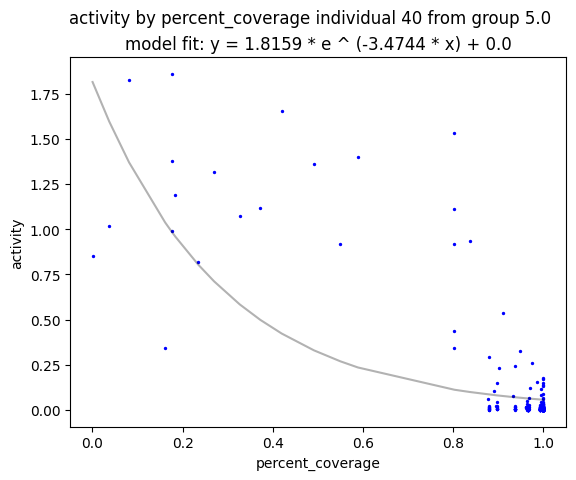 activity by percent_coverage individual 40 from group 5.0
model fit: y = 1.8159 * e ^ (-3.4744 * x) + 0.0
1.75
1.50
1.25
1.00
0.75
0.50
0.25
0.00
activity
0.0 0.2 0.4 0.6 0.8 1.0
percent_coverage